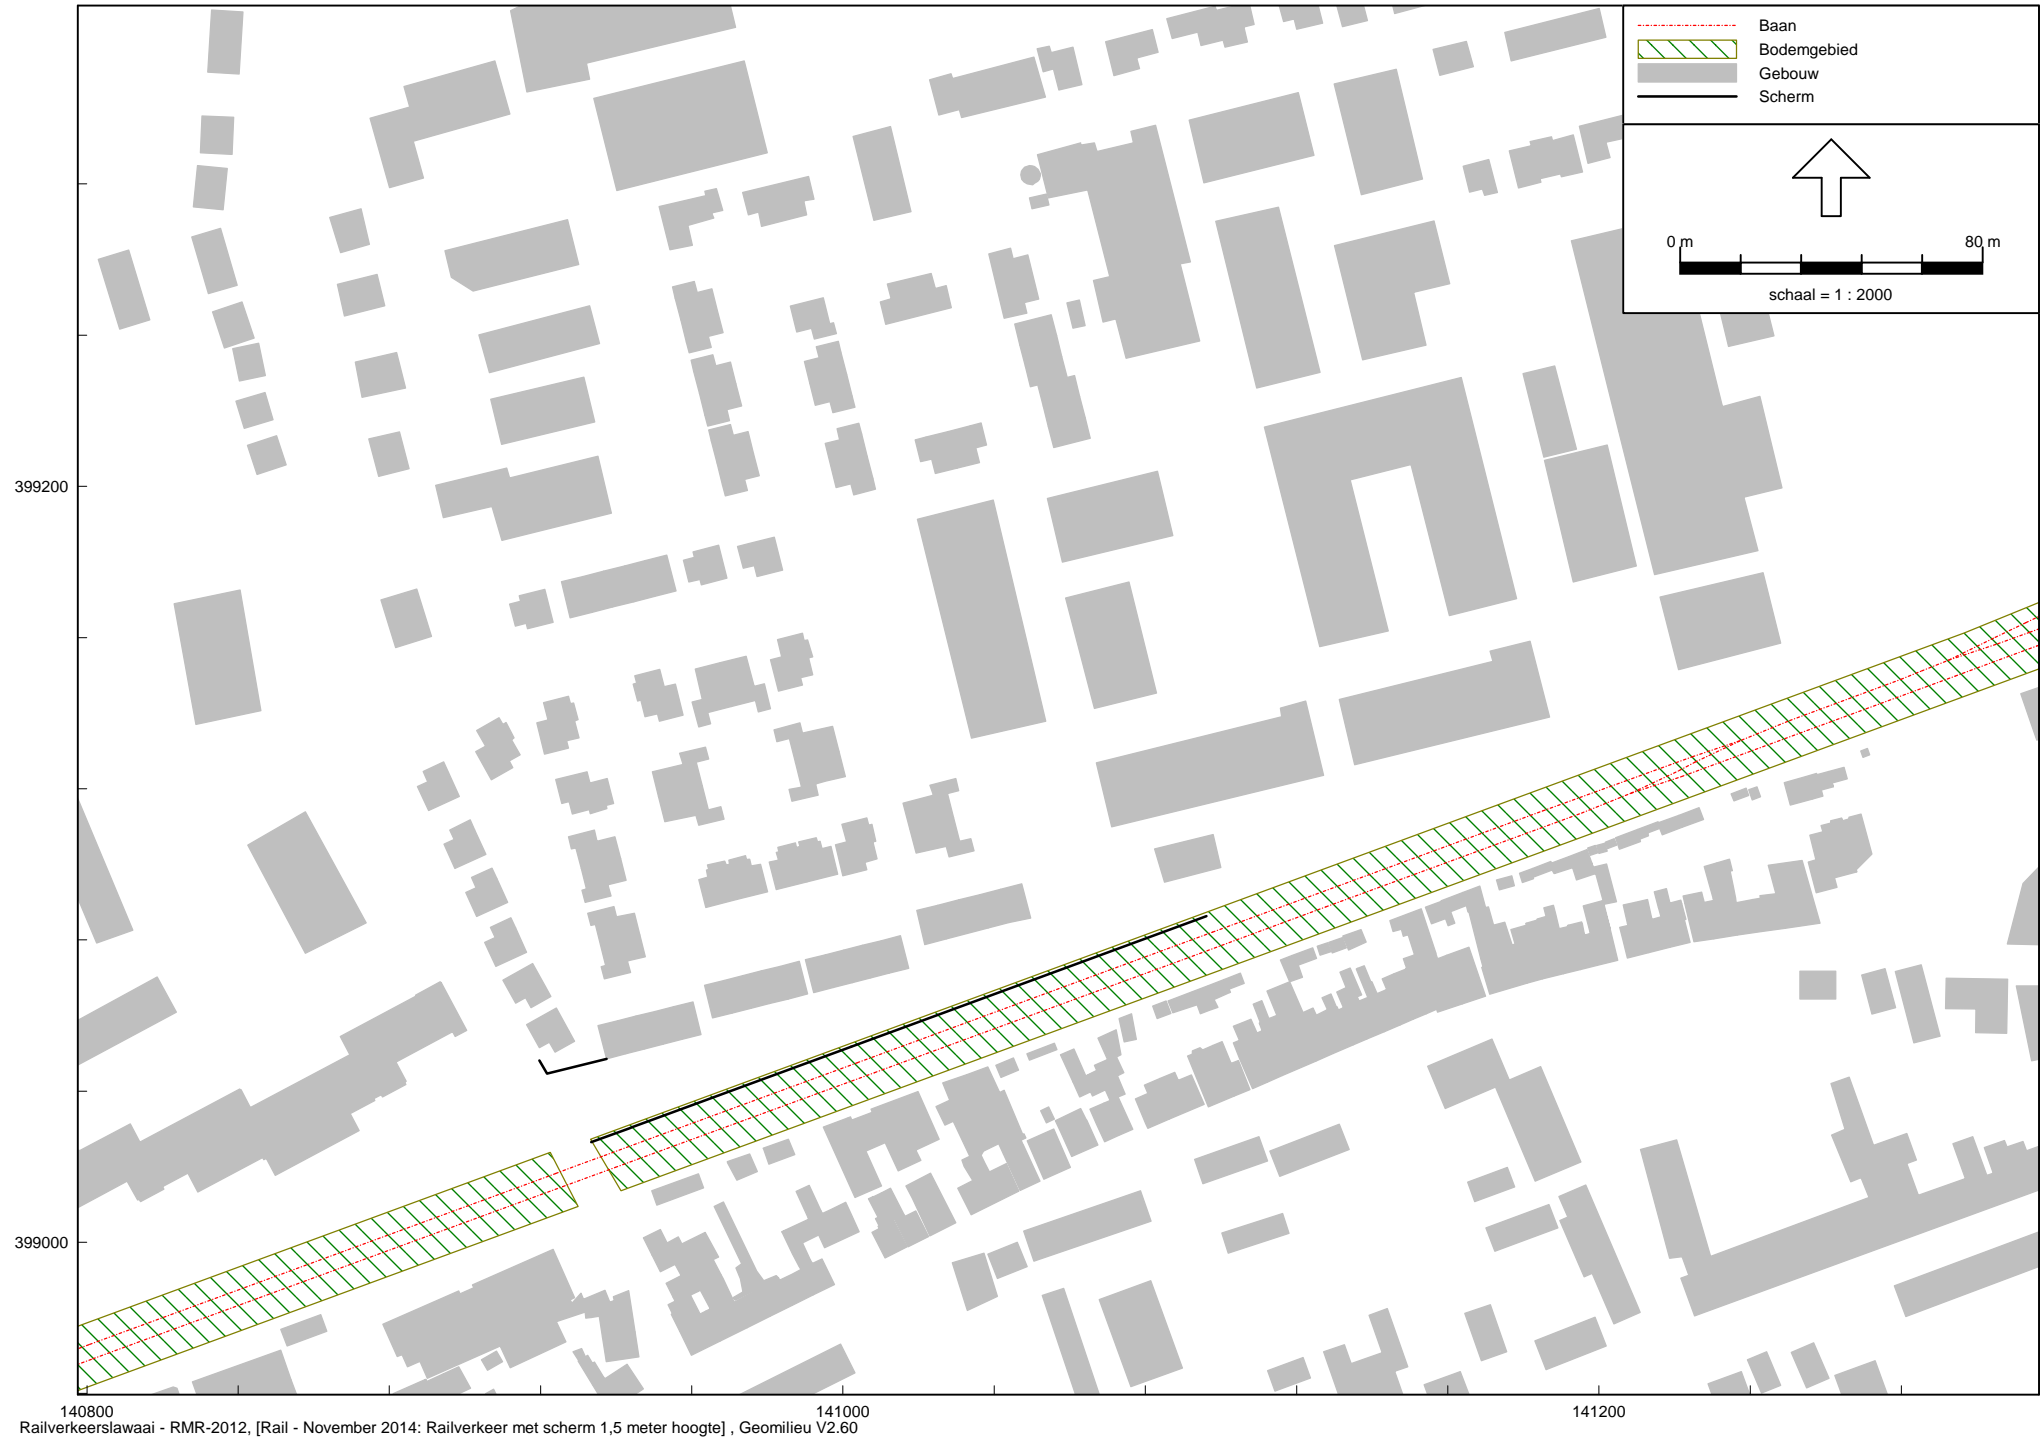 Baan
Bodemgebied
Gebouw
Scherm
0 m 80 m
schaal = 1 : 2000
399200
399000
140800 141000 141200
Railverkeerslawaai - RMR-2012, [Rail - November 2014: Railverkeer met scherm 1,5 meter hoogte] , Geomilieu V2.60